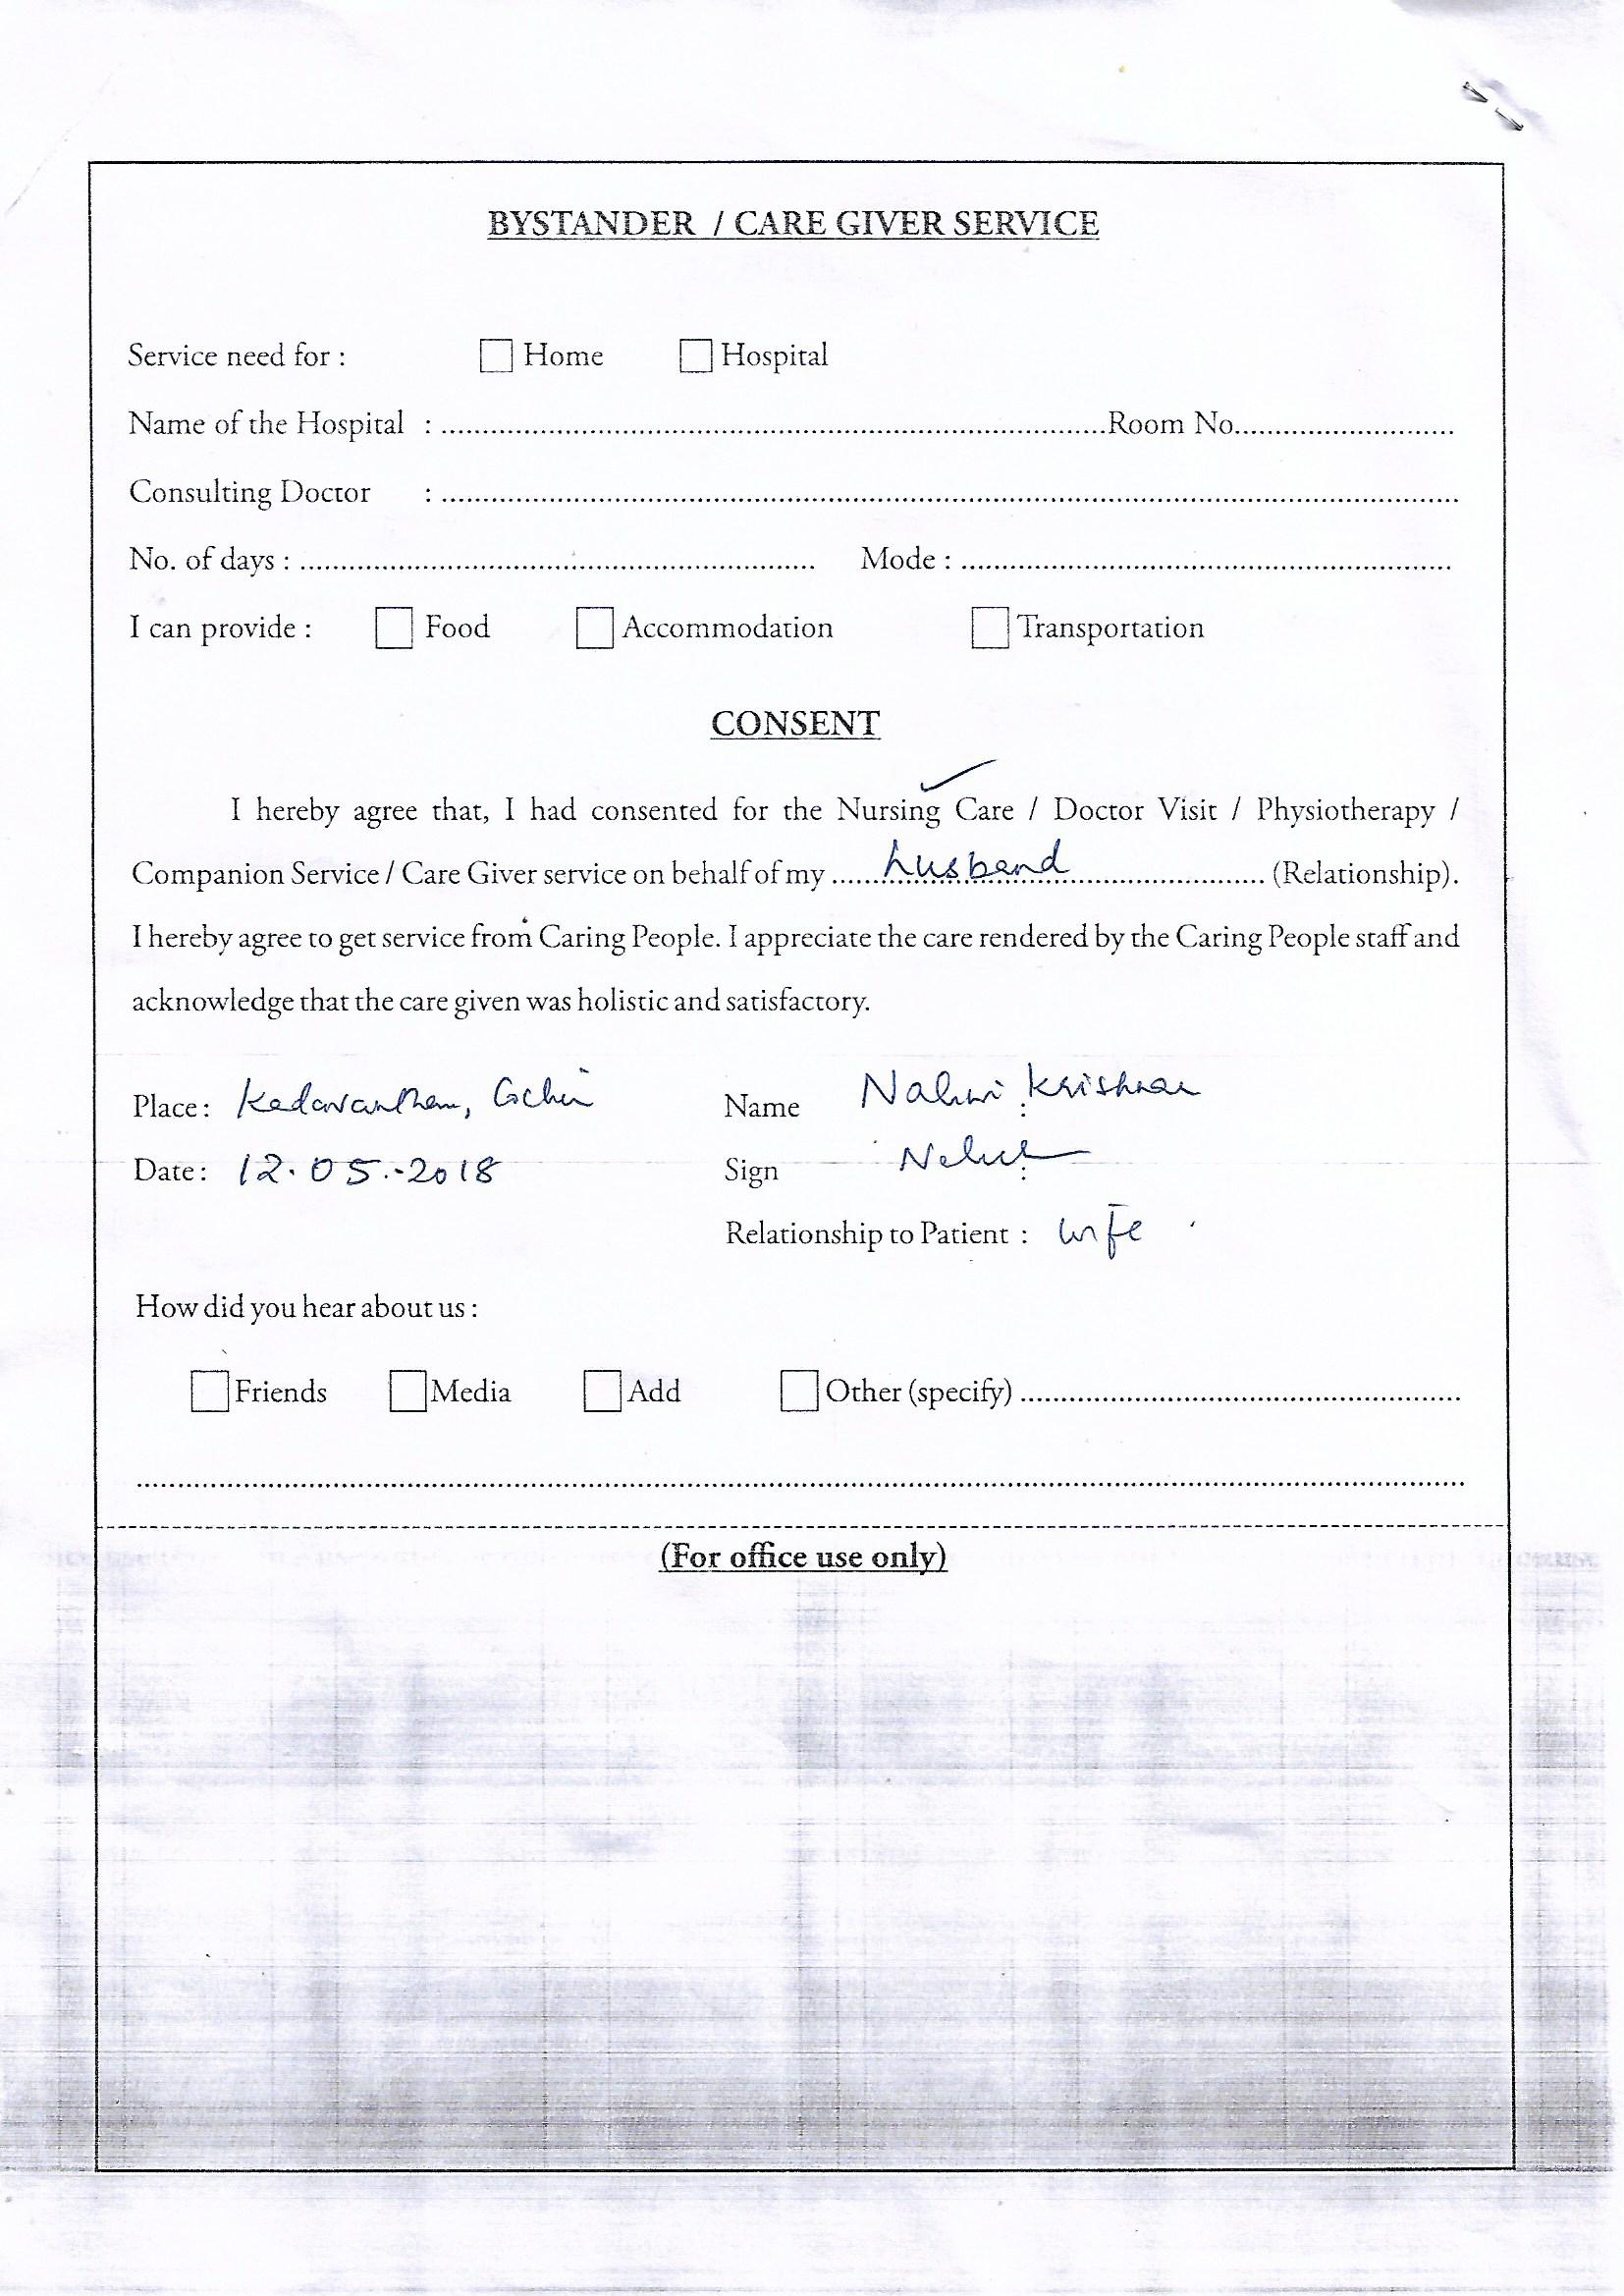 BYSTANDER / CARE GIVER SERVICE
Service need for : Home Hospital
Name of the Hospital : ........................................ Room No. ....................
Consulting Doctor : ........................................
No. of days : ........................................ Mode : ........................................
I can provide : Food Accommodation Transportation
CONSENT
I hereby agree that, I had consented for the Nursing Care / Doctor Visit / Physiotherapy /
Companion Service / Care Giver service on behalf of my ...... husband .................... (Relationship).
I hereby agree to get service from Caring People. I appreciate the care rendered by the Caring People staff and
acknowledge that the care given was holistic and satisfactory.
Place : Cochin Name : Krishnan
Date : 12.05.-2018 Sign :
Relationship to Patient : wife
How did you hear about us :
Friends Media Add Other (specify) ........................................
(For office use only)